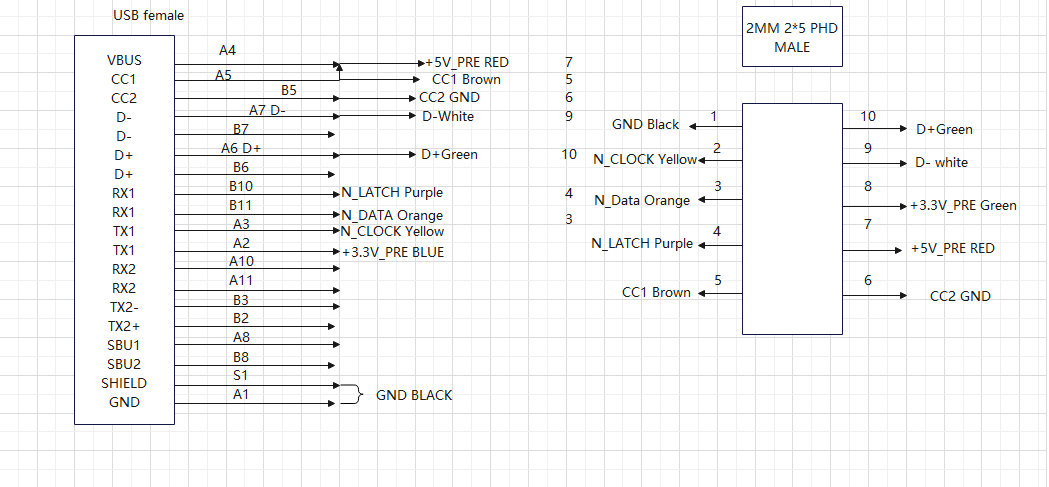 USB female
2MM 2*5 PHD
MALE
VBUS A4 +5V_PRE RED 7
CC1 A5 CC1 Brown 5
CC2 B5 CC2 GND 6
D- A7 D- D-White 9
D- B7
D+ A6 D+ D+Green 10
D+ B6
RX1 B10 N_LATCH Purple 4
RX1 B11 N_DATA Orange 3
TX1 A3 N_CLOCK Yellow
TX1 A2 +3.3V_PRE BLUE
RX2 A10
RX2 A11
TX2- B3
TX2+ B2
SBU1 A8
SBU2 B8
SHIELD S1
GND A1
GND BLACK
GND Black 1
N_CLOCK Yellow 2
N_Data Orange 3
N_LATCH Purple 4
CC1 Brown 5
10 D+Green
9 D- white
8 +3.3V_PRE Green
7 +5V_PRE RED
6 CC2 GND